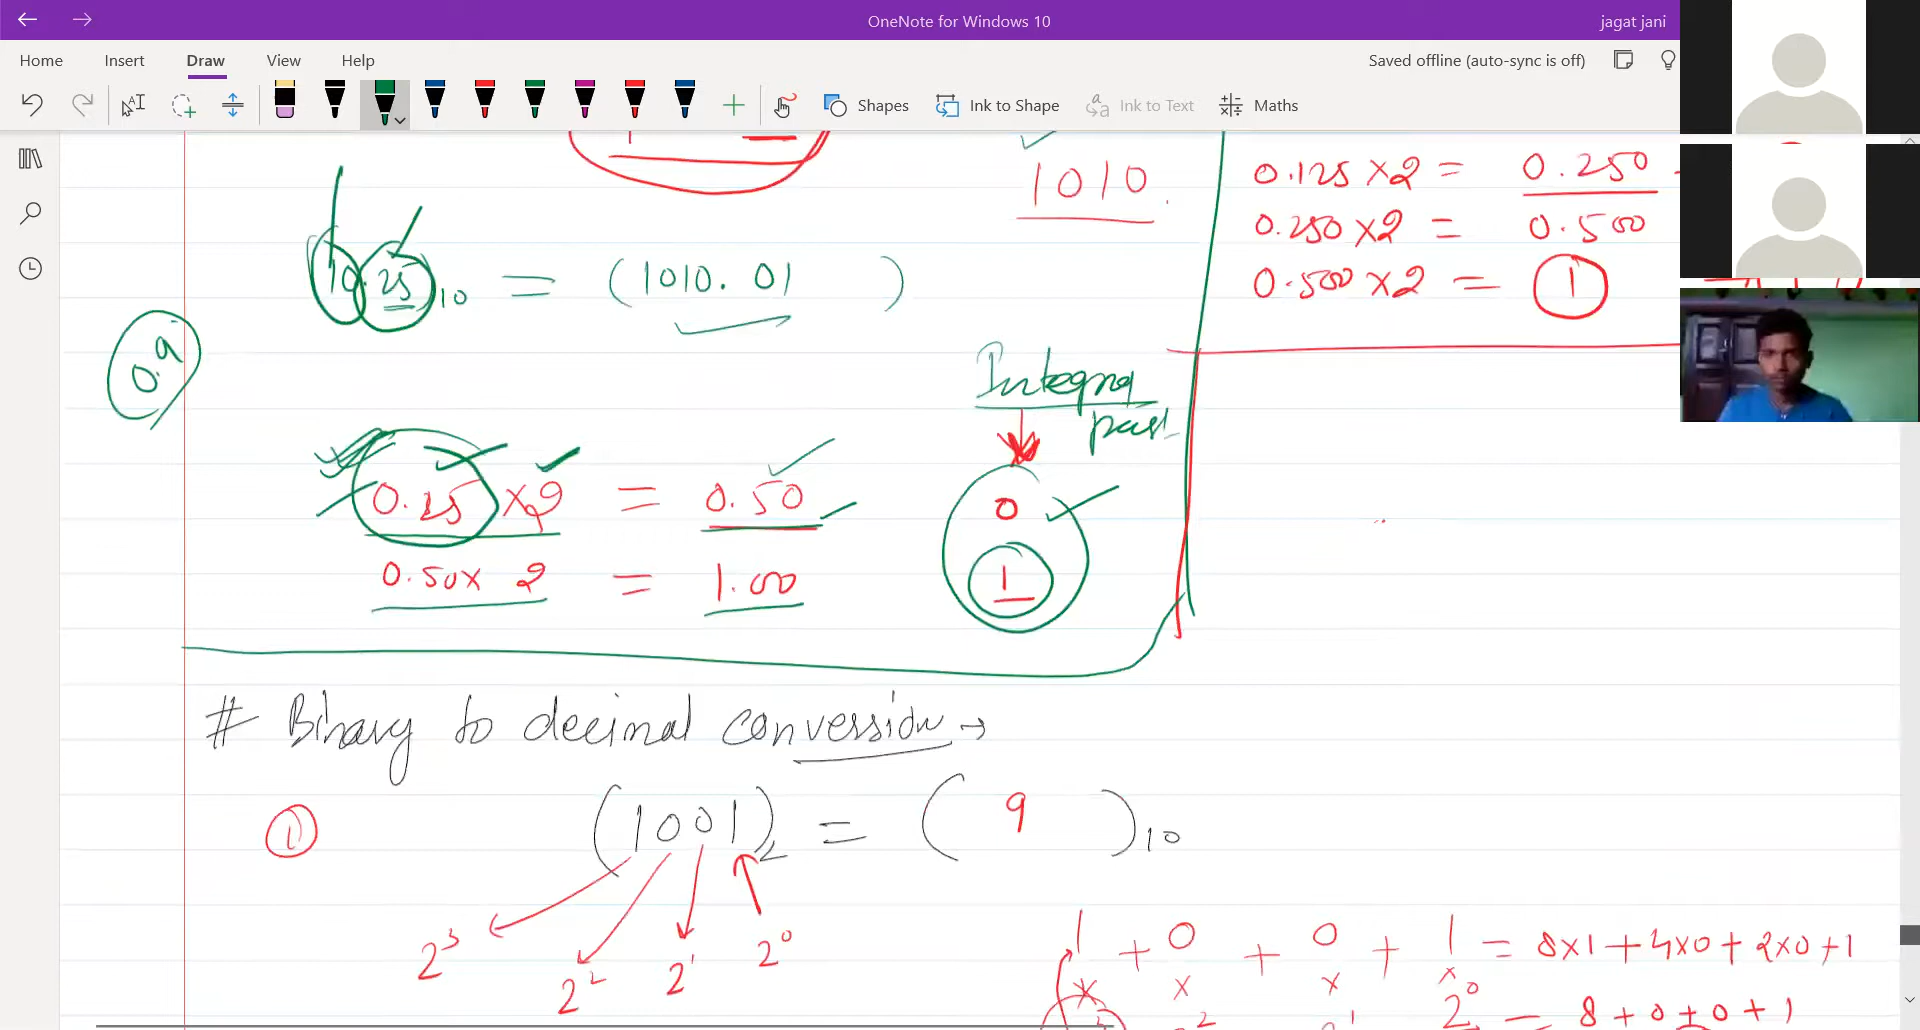 OneNote for Windows 10
jagat jani
Home Insert Draw View Help
Saved offline (auto-sync is off)
Shapes Ink to Shape Ink to Text Maths
1010
0.125 x2 = 0.250
0.250 x2 = 0.500
0.500 x2 = 1
10.25 10 = (1010.01 )
0.9
Integral part
0.25 x2 = 0.50 0
0.50x 2 = 1.00 1
# Binary to decimal conversion →
1 (1001)2 = ( 9 )10
2³ 2² 2¹ 2⁰
1 + 0 + 0 + 1 = 8x1 + 4x0 + 2x0 + 1
x x x x
2⁰ = 8 + 0 + 0 + 1